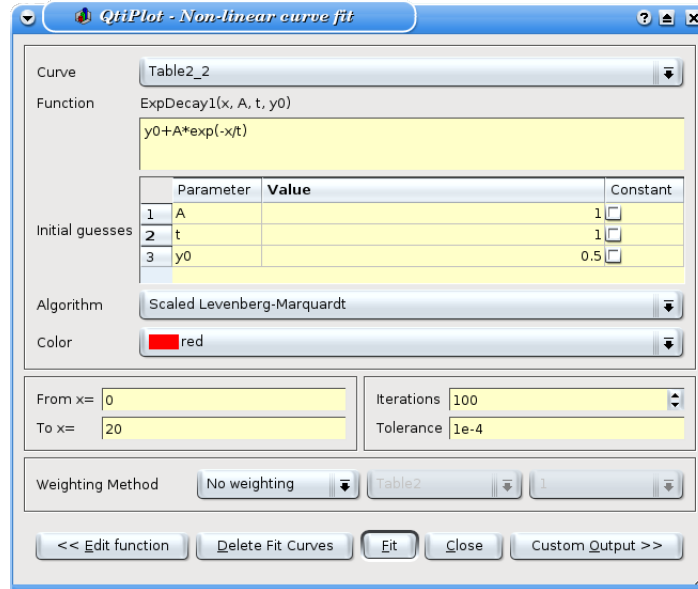 QtiPlot - Non-linear curve fit
Curve Table2_2
Function ExpDecay1(x, A, t, y0)
y0+A*exp(-x/t)
Parameter Value Constant
Initial guesses
1 A 1
2 t 1
3 y0 0.5
Algorithm Scaled Levenberg-Marquardt
Color red
From x= 0 Iterations 100
To x= 20 Tolerance 1e-4
Weighting Method No weighting Table2 1
<< Edit function Delete Fit Curves Fit Close Custom Output >>